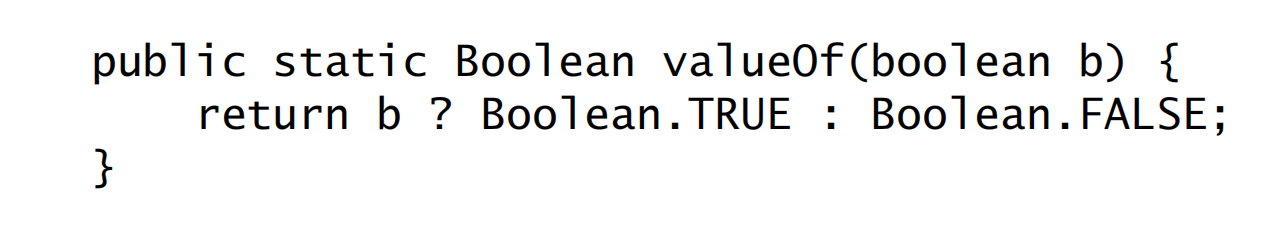 public static Boolean valueOf(boolean b) {
    return b ? Boolean.TRUE : Boolean.FALSE;
}